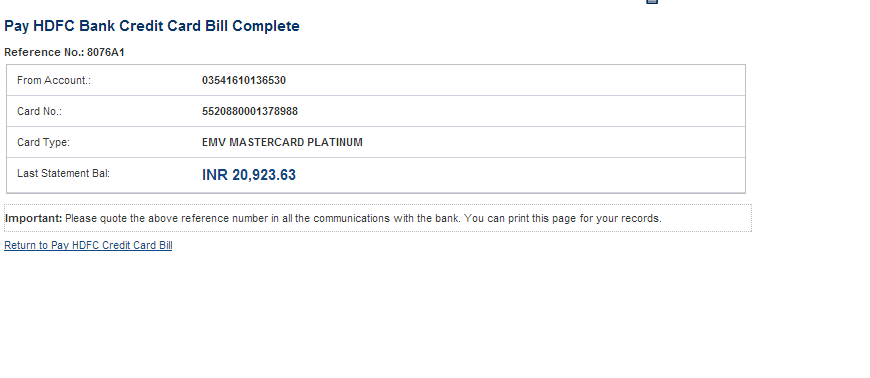 Pay HDFC Bank Credit Card Bill Complete
Reference No.: 8076A1
From Account.: 03541610136530
Card No.: 5520880001378988
Card Type: EMV MASTERCARD PLATINUM
Last Statement Bal: INR 20,923.63
Important: Please quote the above reference number in all the communications with the bank. You can print this page for your records.
Return to Pay HDFC Credit Card Bill